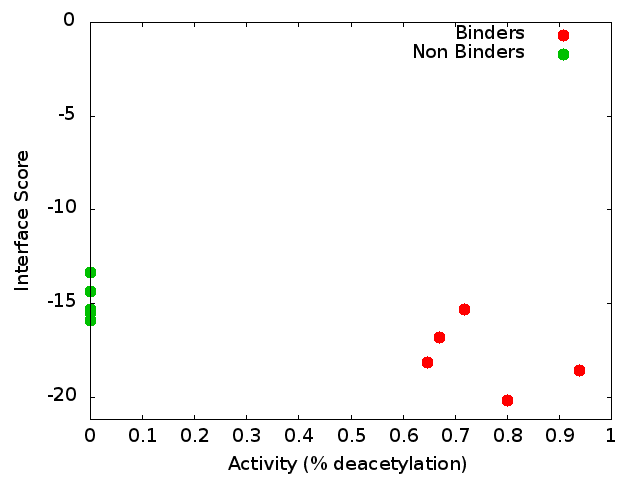 0
Binders
Non Binders
-5
-10
-15
-20
Interface Score
0 0.1 0.2 0.3 0.4 0.5 0.6 0.7 0.8 0.9 1
Activity (% deacetylation)